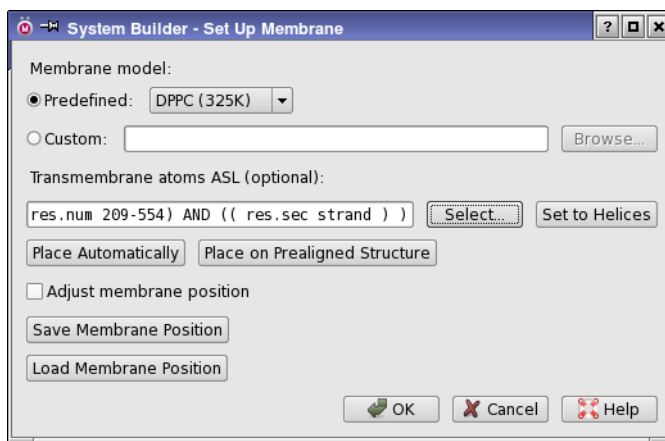 System Builder - Set Up Membrane
Membrane model:
Predefined: DPPC (325K)
Custom: Browse...
Transmembrane atoms ASL (optional):
res.num 209-554) AND (( res.sec strand ) ) Select... Set to Helices
Place Automatically Place on Prealigned Structure
Adjust membrane position
Save Membrane Position
Load Membrane Position
OK Cancel Help